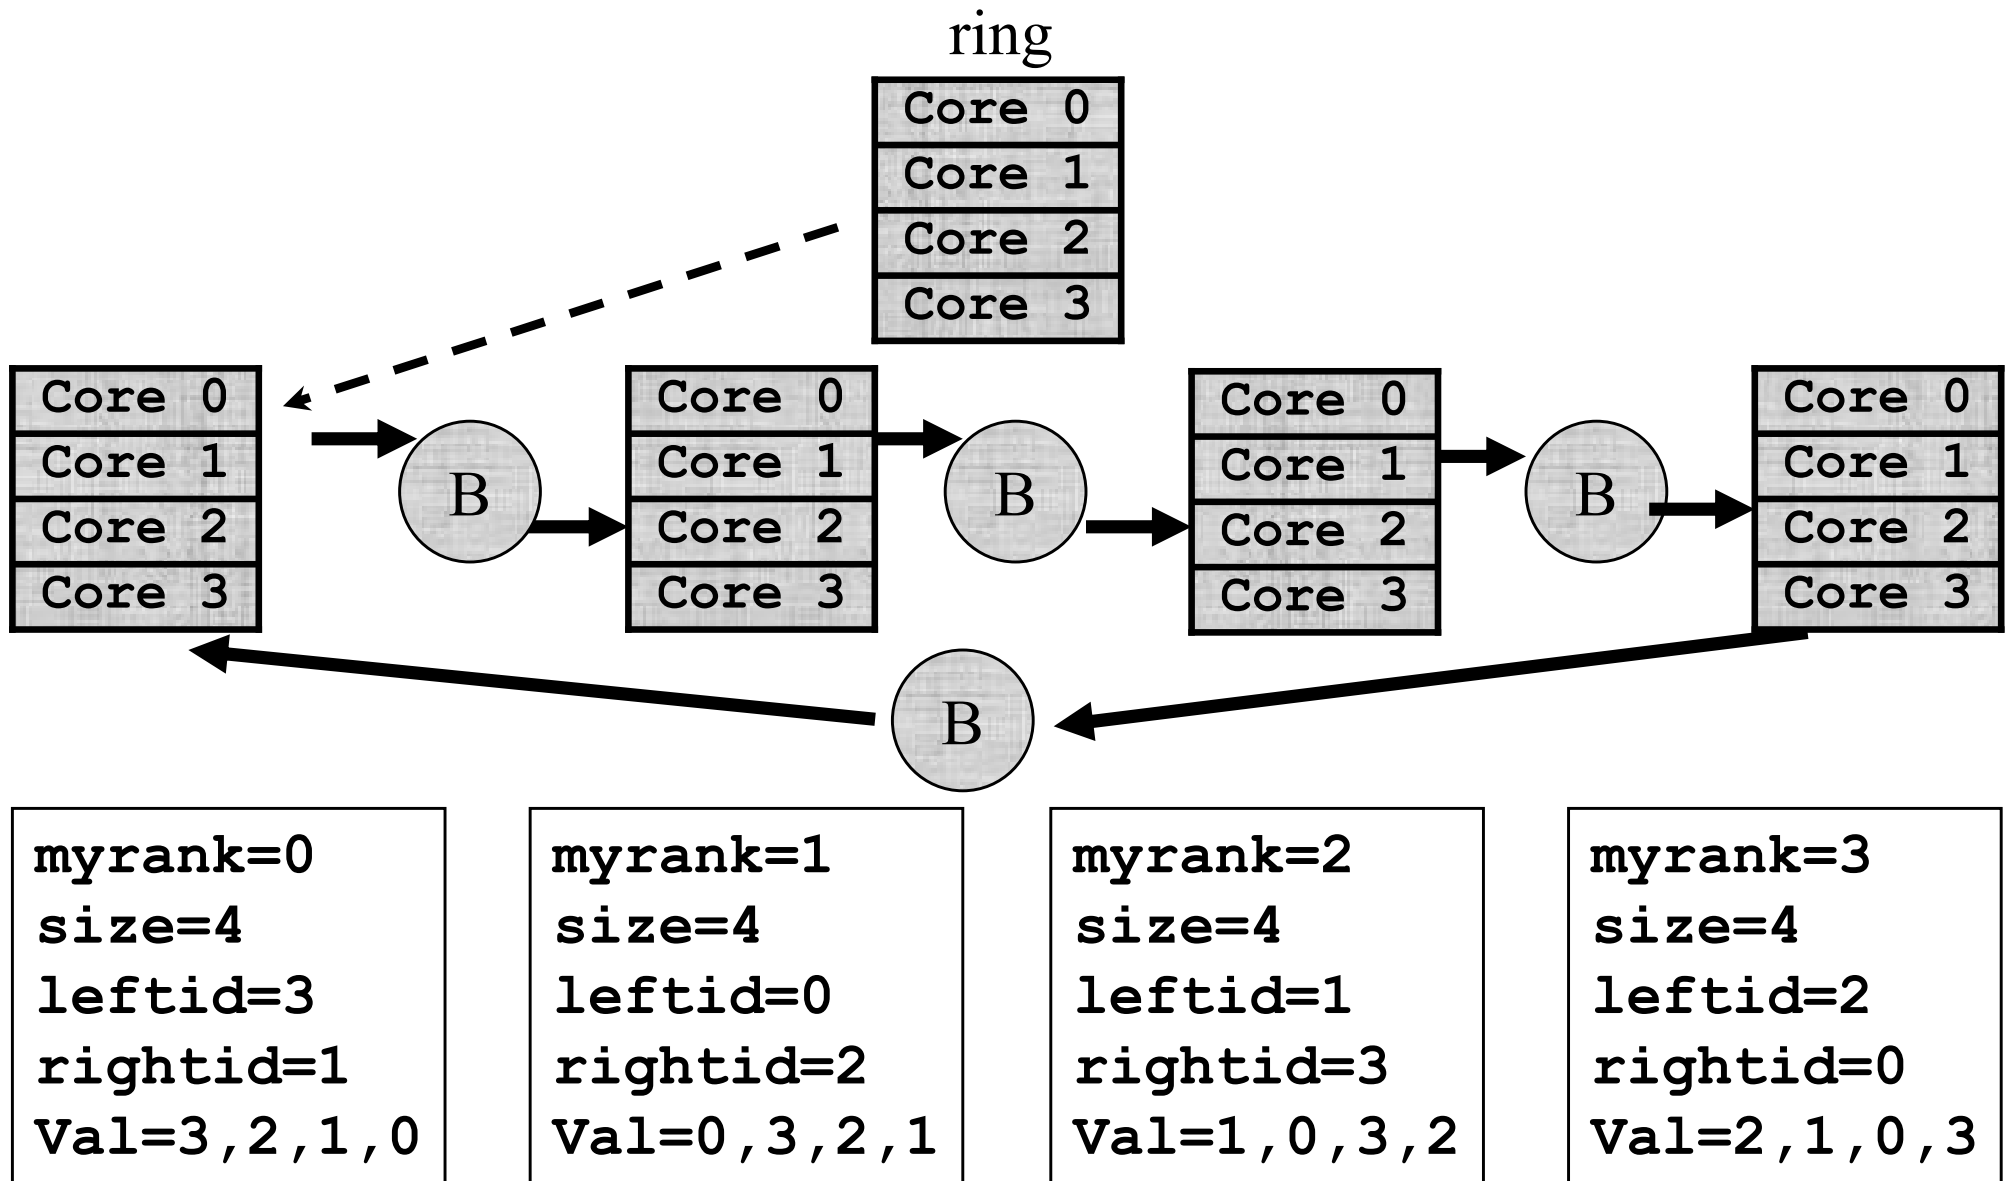 ring
Core 0
Core 1
Core 2
Core 3
Core 0
Core 1
Core 2
Core 3
B
Core 0
Core 1
Core 2
Core 3
B
Core 0
Core 1
Core 2
Core 3
B
Core 0
Core 1
Core 2
Core 3
B
myrank=0
size=4
leftid=3
rightid=1
Val=3,2,1,0
myrank=1
size=4
leftid=0
rightid=2
Val=0,3,2,1
myrank=2
size=4
leftid=1
rightid=3
Val=1,0,3,2
myrank=3
size=4
leftid=2
rightid=0
Val=2,1,0,3